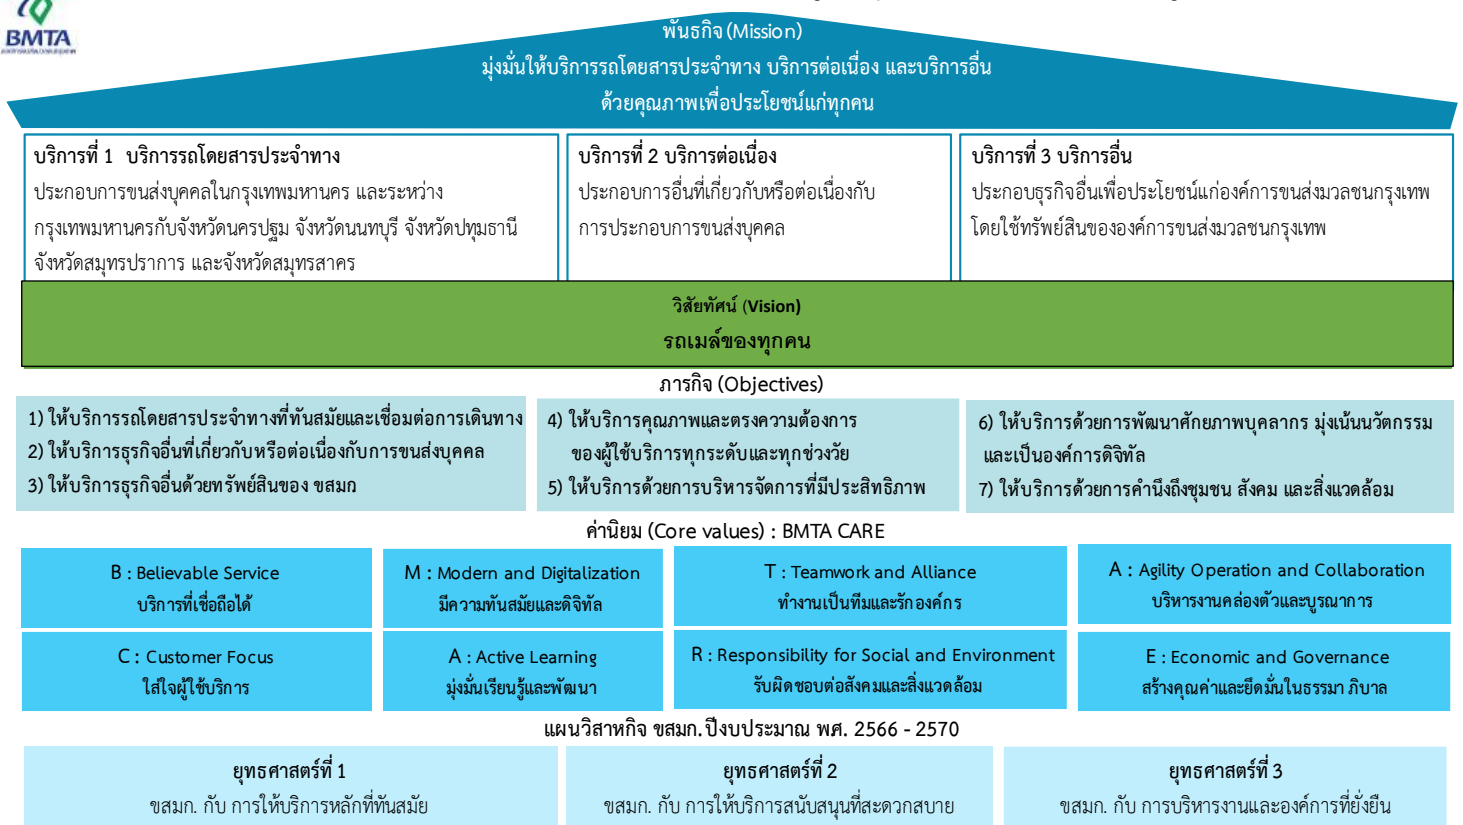 BMTA
พันธกิจ (Mission)
มุ่งมั่นให้บริการรถโดยสารประจำทาง บริการต่อเนื่อง และบริการอื่น
ด้วยคุณภาพเพื่อประโยชน์แก่ทุกคน
บริการที่ 1 บริการรถโดยสารประจำทาง
ประกอบการขนส่งบุคคลในกรุงเทพมหานคร และระหว่าง
กรุงเทพมหานครกับจังหวัดนครปฐม จังหวัดนนทบุรี จังหวัดปทุมธานี
จังหวัดสมุทรปราการ และจังหวัดสมุทรสาคร
บริการที่ 2 บริการต่อเนื่อง
ประกอบการอื่นที่เกี่ยวกับหรือต่อเนื่องกับ
การประกอบการขนส่งบุคคล
บริการที่ 3 บริการอื่น
ประกอบธุรกิจอื่นเพื่อประโยชน์แก่องค์การขนส่งมวลชนกรุงเทพ
โดยใช้ทรัพย์สินขององค์การขนส่งมวลชนกรุงเทพ
วิสัยทัศน์ (Vision)
รถเมล์ของทุกคน
ภารกิจ (Objectives)
1) ให้บริการรถโดยสารประจำทางที่ทันสมัยและเชื่อมต่อการเดินทาง
2) ให้บริการธุรกิจอื่นที่เกี่ยวกับหรือต่อเนื่องกับการขนส่งบุคคล
3) ให้บริการธุรกิจอื่นด้วยทรัพย์สินของ ขสมก
4) ให้บริการคุณภาพและตรงความต้องการ
ของผู้ใช้บริการทุกระดับและทุกช่วงวัย
5) ให้บริการด้วยการบริหารจัดการที่มีประสิทธิภาพ
6) ให้บริการด้วยการพัฒนาศักยภาพบุคลากร มุ่งเน้นนวัตกรรม
และเป็นองค์การดิจิทัล
7) ให้บริการด้วยการคำนึงถึงชุมชน สังคม และสิ่งแวดล้อม
ค่านิยม (Core values) : BMTA CARE
B : Believable Service
บริการที่เชื่อถือได้
M : Modern and Digitalization
มีความทันสมัยและดิจิทัล
T : Teamwork and Alliance
ทำงานเป็นทีมและรักองค์กร
A : Agility Operation and Collaboration
บริหารงานคล่องตัวและบูรณาการ
C : Customer Focus
ใส่ใจผู้ใช้บริการ
A : Active Learning
มุ่งมั่นเรียนรู้และพัฒนา
R : Responsibility for Social and Environment
รับผิดชอบต่อสังคมและสิ่งแวดล้อม
E : Economic and Governance
สร้างคุณค่าและยึดมั่นในธรรมาภิบาล
แผนวิสาหกิจ ขสมก. ปีงบประมาณ พศ. 2566 - 2570
ยุทธศาสตร์ที่ 1
ขสมก. กับ การให้บริการหลักที่ทันสมัย
ยุทธศาสตร์ที่ 2
ขสมก. กับ การให้บริการสนับสนุนที่สะดวกสบาย
ยุทธศาสตร์ที่ 3
ขสมก. กับ การบริหารงานและองค์การที่ยั่งยืน